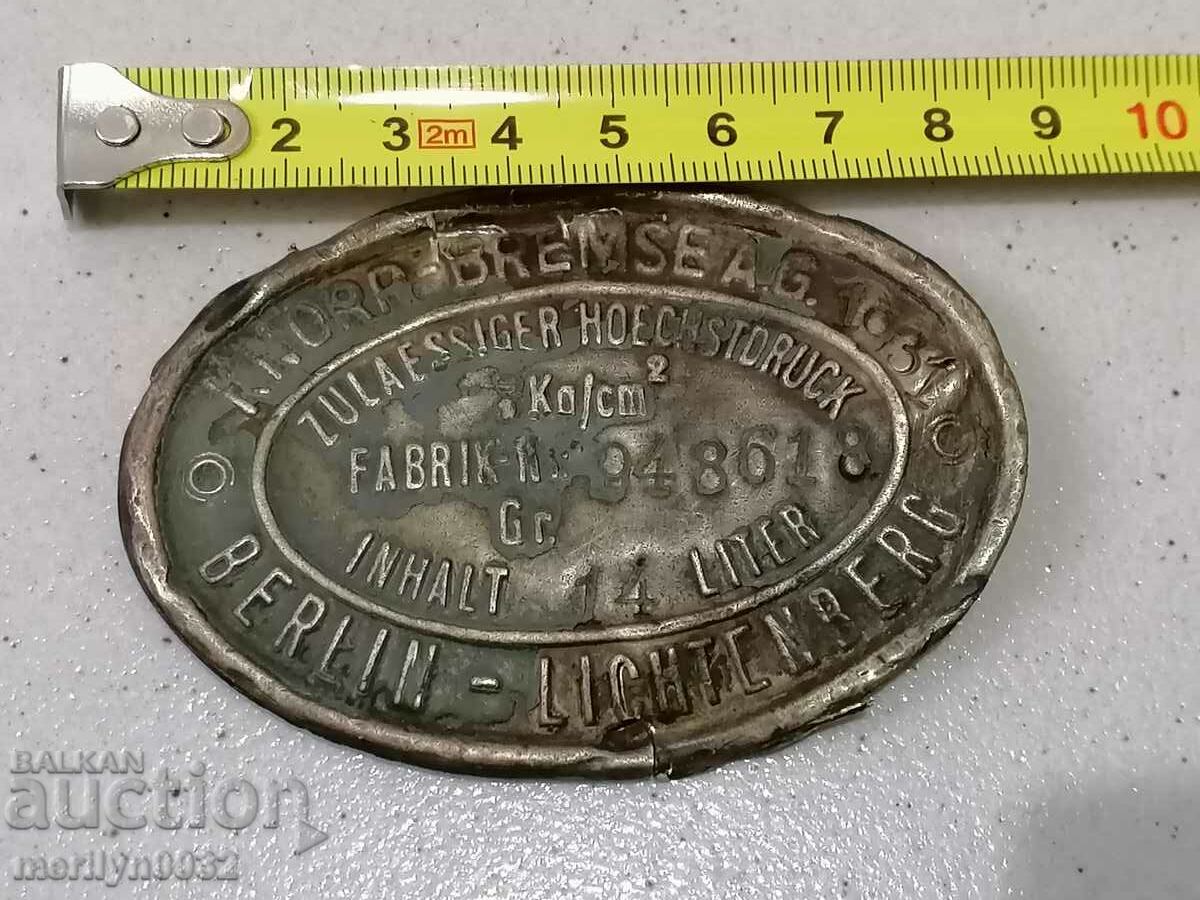 2 3 2m 4 5 6 7 8 9 10
KNORR-BREMSE A.G. 1931
ZULAESSIGER HOECHSTDRUCK
Kg/cm²
FABRIK-Nr. 948618
Gr.
INHALT 14 LITER
BERLIN - LICHTENBERG
BALKAN
auction
merilyn0032